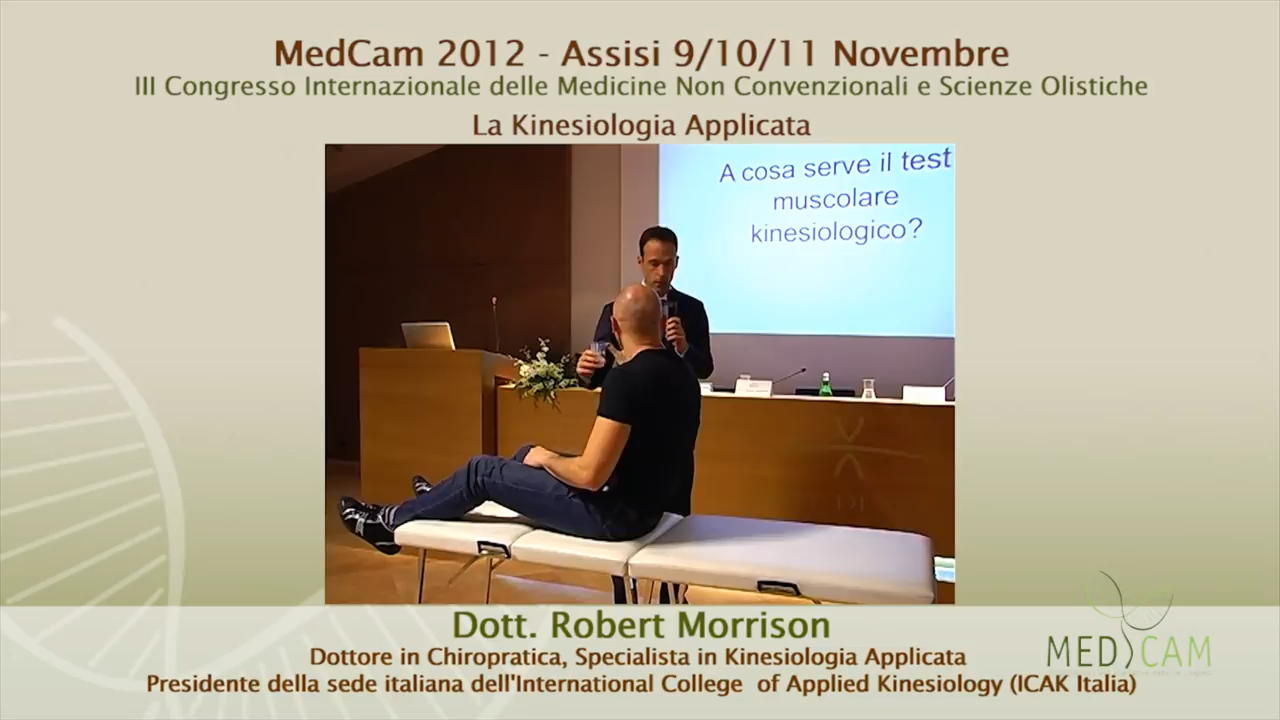 MedCam 2012 - Assisi 9/10/11 Novembre
III Congresso Internazionale delle Medicine Non Convenzionali e Scienze Olistiche
La Kinesiologia Applicata
A cosa serve il test
muscolare
kinesiologico?
Dott. Robert Morrison
Dottore in Chiropratica, Specialista in Kinesiologia Applicata
Presidente della sede italiana dell'International College of Applied Kinesiology (ICAK Italia)
MEDICAM